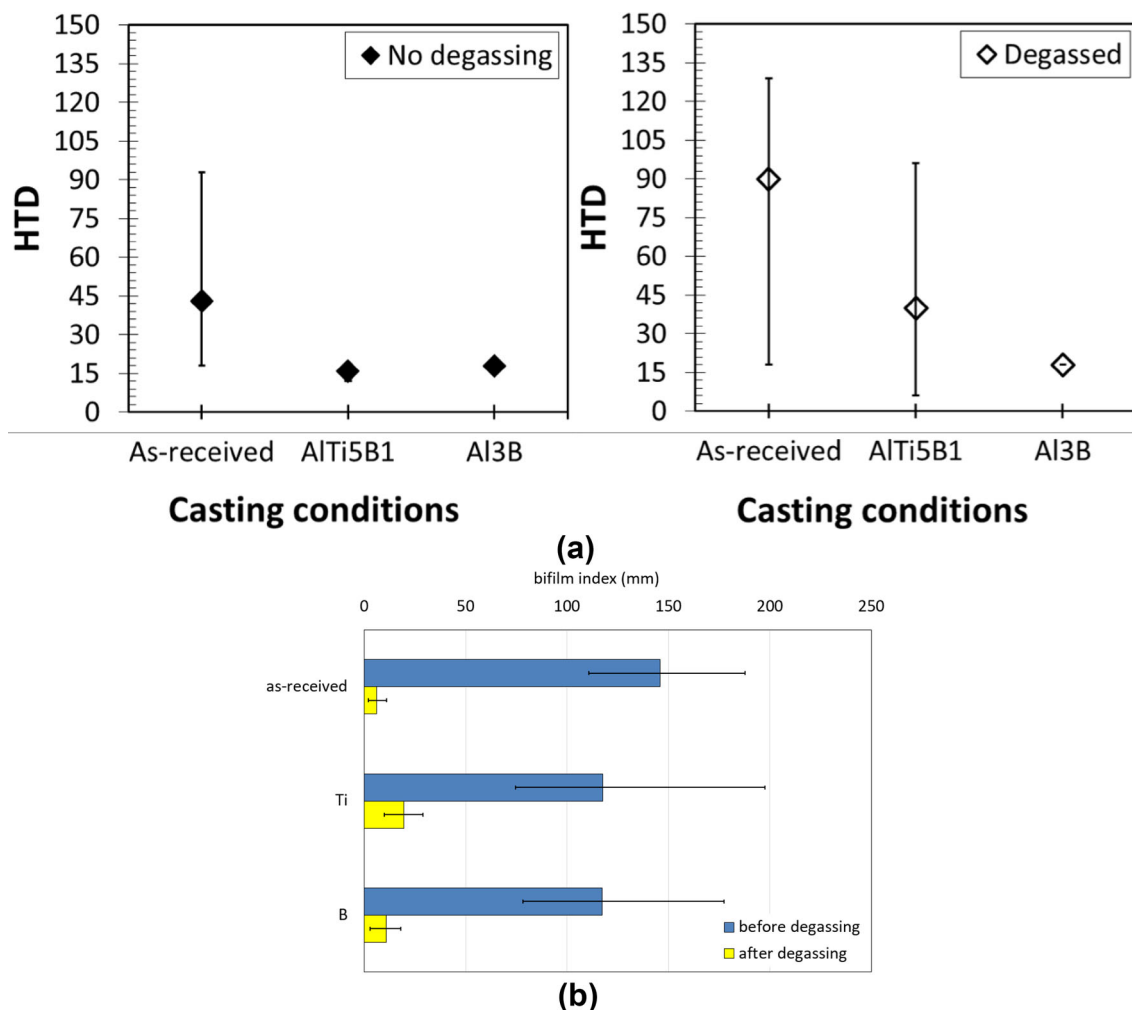 150
135
120
105
90
75
60
45
30
15
0
HTD
No degassing
As-received AlTi5B1 Al3B
Casting conditions
150
135
120
105
90
75
60
45
30
15
0
HTD
Degassed
As-received AlTi5B1 Al3B
Casting conditions
(a)
bifilm index (mm)
0 50 100 150 200 250
as-received
Ti
B
before degassing
after degassing
(b)